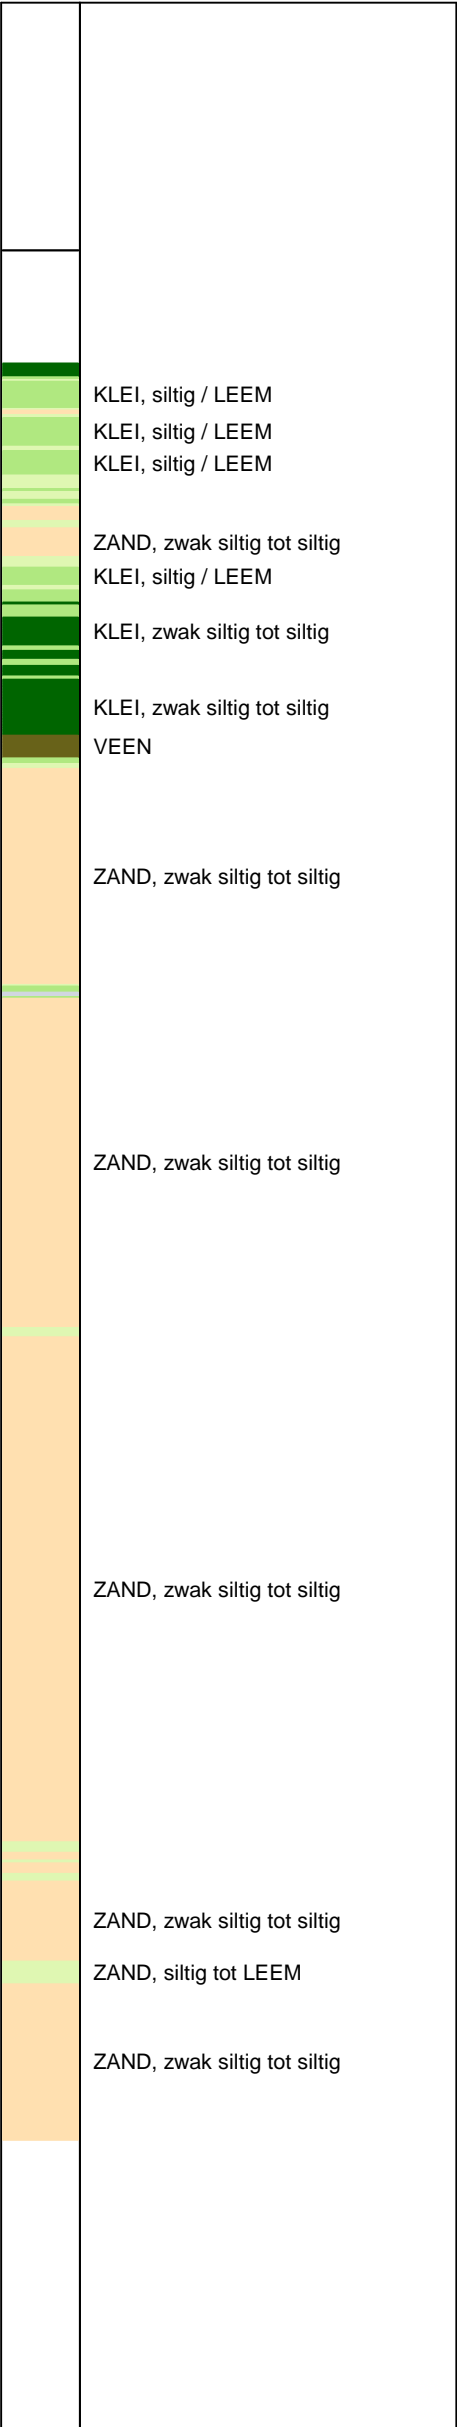 KLEI, siltig / LEEM
KLEI, siltig / LEEM
KLEI, siltig / LEEM
ZAND, zwak siltig tot siltig
KLEI, siltig / LEEM
KLEI, zwak siltig tot siltig
KLEI, zwak siltig tot siltig
VEEN
ZAND, zwak siltig tot siltig
ZAND, zwak siltig tot siltig
ZAND, zwak siltig tot siltig
ZAND, zwak siltig tot siltig
ZAND, siltig tot LEEM
ZAND, zwak siltig tot siltig